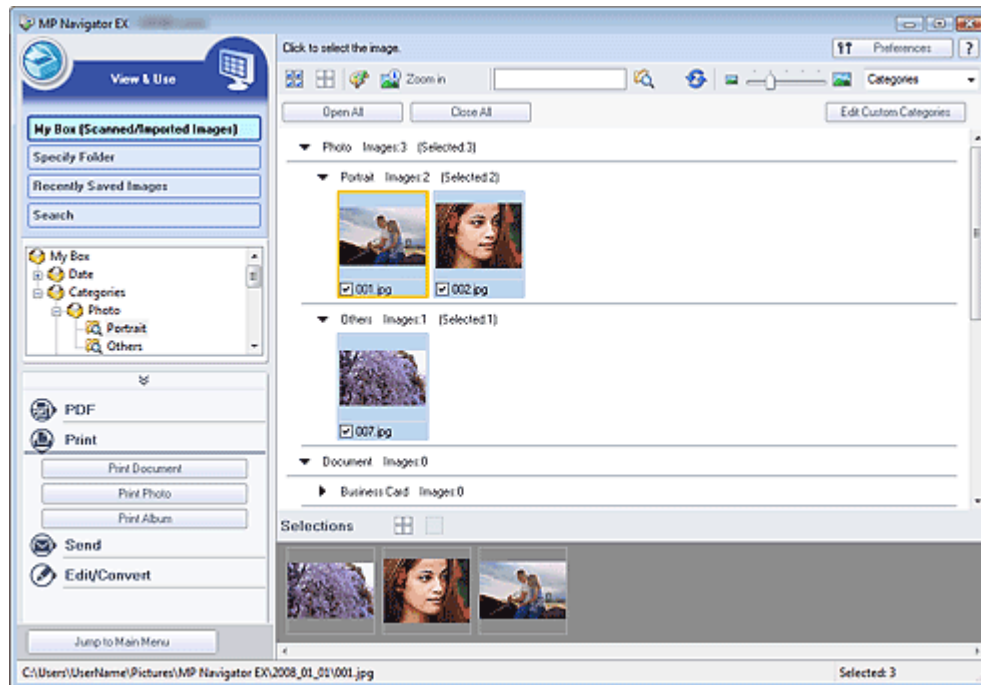 MP Navigator EX
View & Use
My Box (Scanned/Imported Images)
Specify Folder
Recently Saved Images
Search
My Box
Date
Categories
Photo
Portrait
Others
PDF
Print
Print Document
Print Photo
Print Album
Send
Edit/Convert
Jump to Main Menu
Click to select the image.
Preferences ?
Zoom in
Categories
Open All Close All Edit Custom Categories
Photo Images:3 (Selected:3)
Portrait Images:2 (Selected:2)
001.jpg 002.jpg
Others Images:1 (Selected:1)
007.jpg
Document Images:0
Business Card Images:0
Selections
C:\Users\UserName\Pictures\MP Navigator EX\2008_01_01\001.jpg Selected: 3